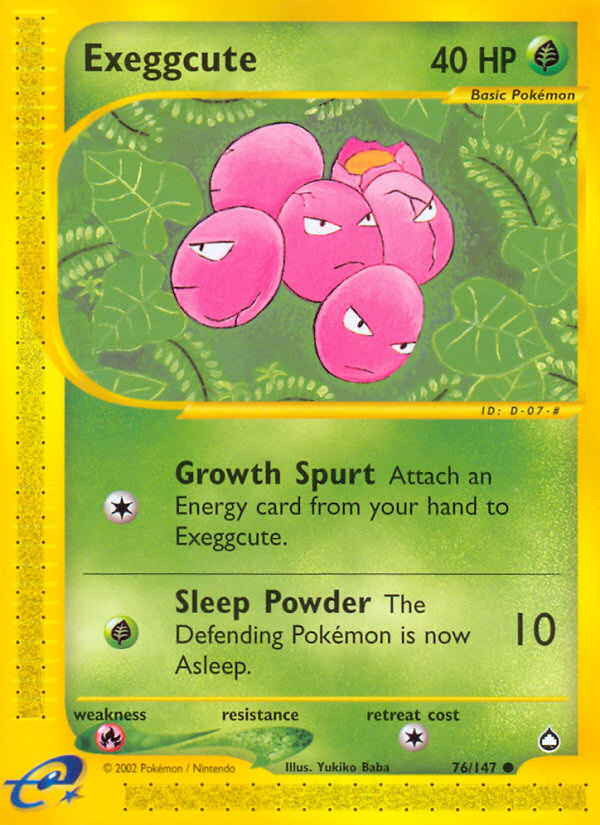 Exeggcute 40 HP
Basic Pokémon
ID: D-07-#
Growth Spurt Attach an
Energy card from your hand to
Exeggcute.
Sleep Powder The
Defending Pokémon is now
Asleep.
10
weakness resistance retreat cost
© 2002 Pokémon / Nintendo Illus. Yukiko Baba 76/147
e